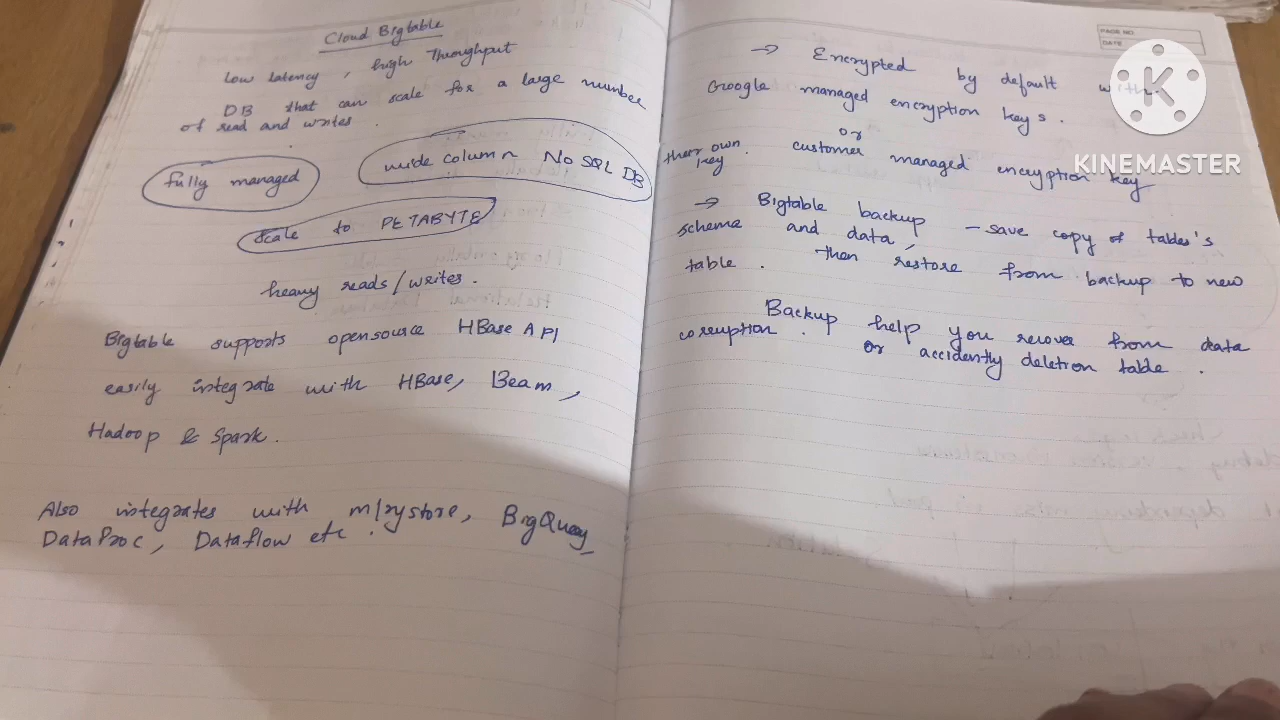 Cloud Bigtable
Low latency, high Throughput
DB that can scale for a large number
of read and writes.
fully managed
wide column NoSQL DB
scale to PETABYTE
heavy reads/writes.
Bigtable supports opensource HBase API
easily integrate with HBase, Beam,
Hadoop & Spark.
Also integrates with
BigQuery,
DataProc, Dataflow etc.
PAGE NO.
DATE
→ Encrypted by default with
Google managed encryption keys.
or
their own key. customer managed encryption key
→ Bigtable backup - save copy of table's
schema and data, then restore from backup to new
table.
Backup help you recover from data
corruption. or accidently deletion table.
K
KINEMASTER